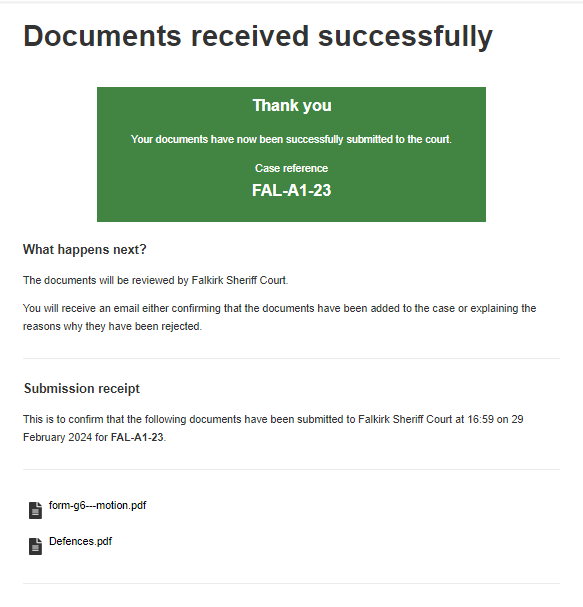 Documents received successfully
Thank you
Your documents have now been successfully submitted to the court.
Case reference
FAL-A1-23
What happens next?
The documents will be reviewed by Falkirk Sheriff Court.
You will receive an email either confirming that the documents have been added to the case or explaining the
reasons why they have been rejected.
Submission receipt
This is to confirm that the following documents have been submitted to Falkirk Sheriff Court at 16:59 on 29
February 2024 for FAL-A1-23.
form-g6---motion.pdf
Defences.pdf